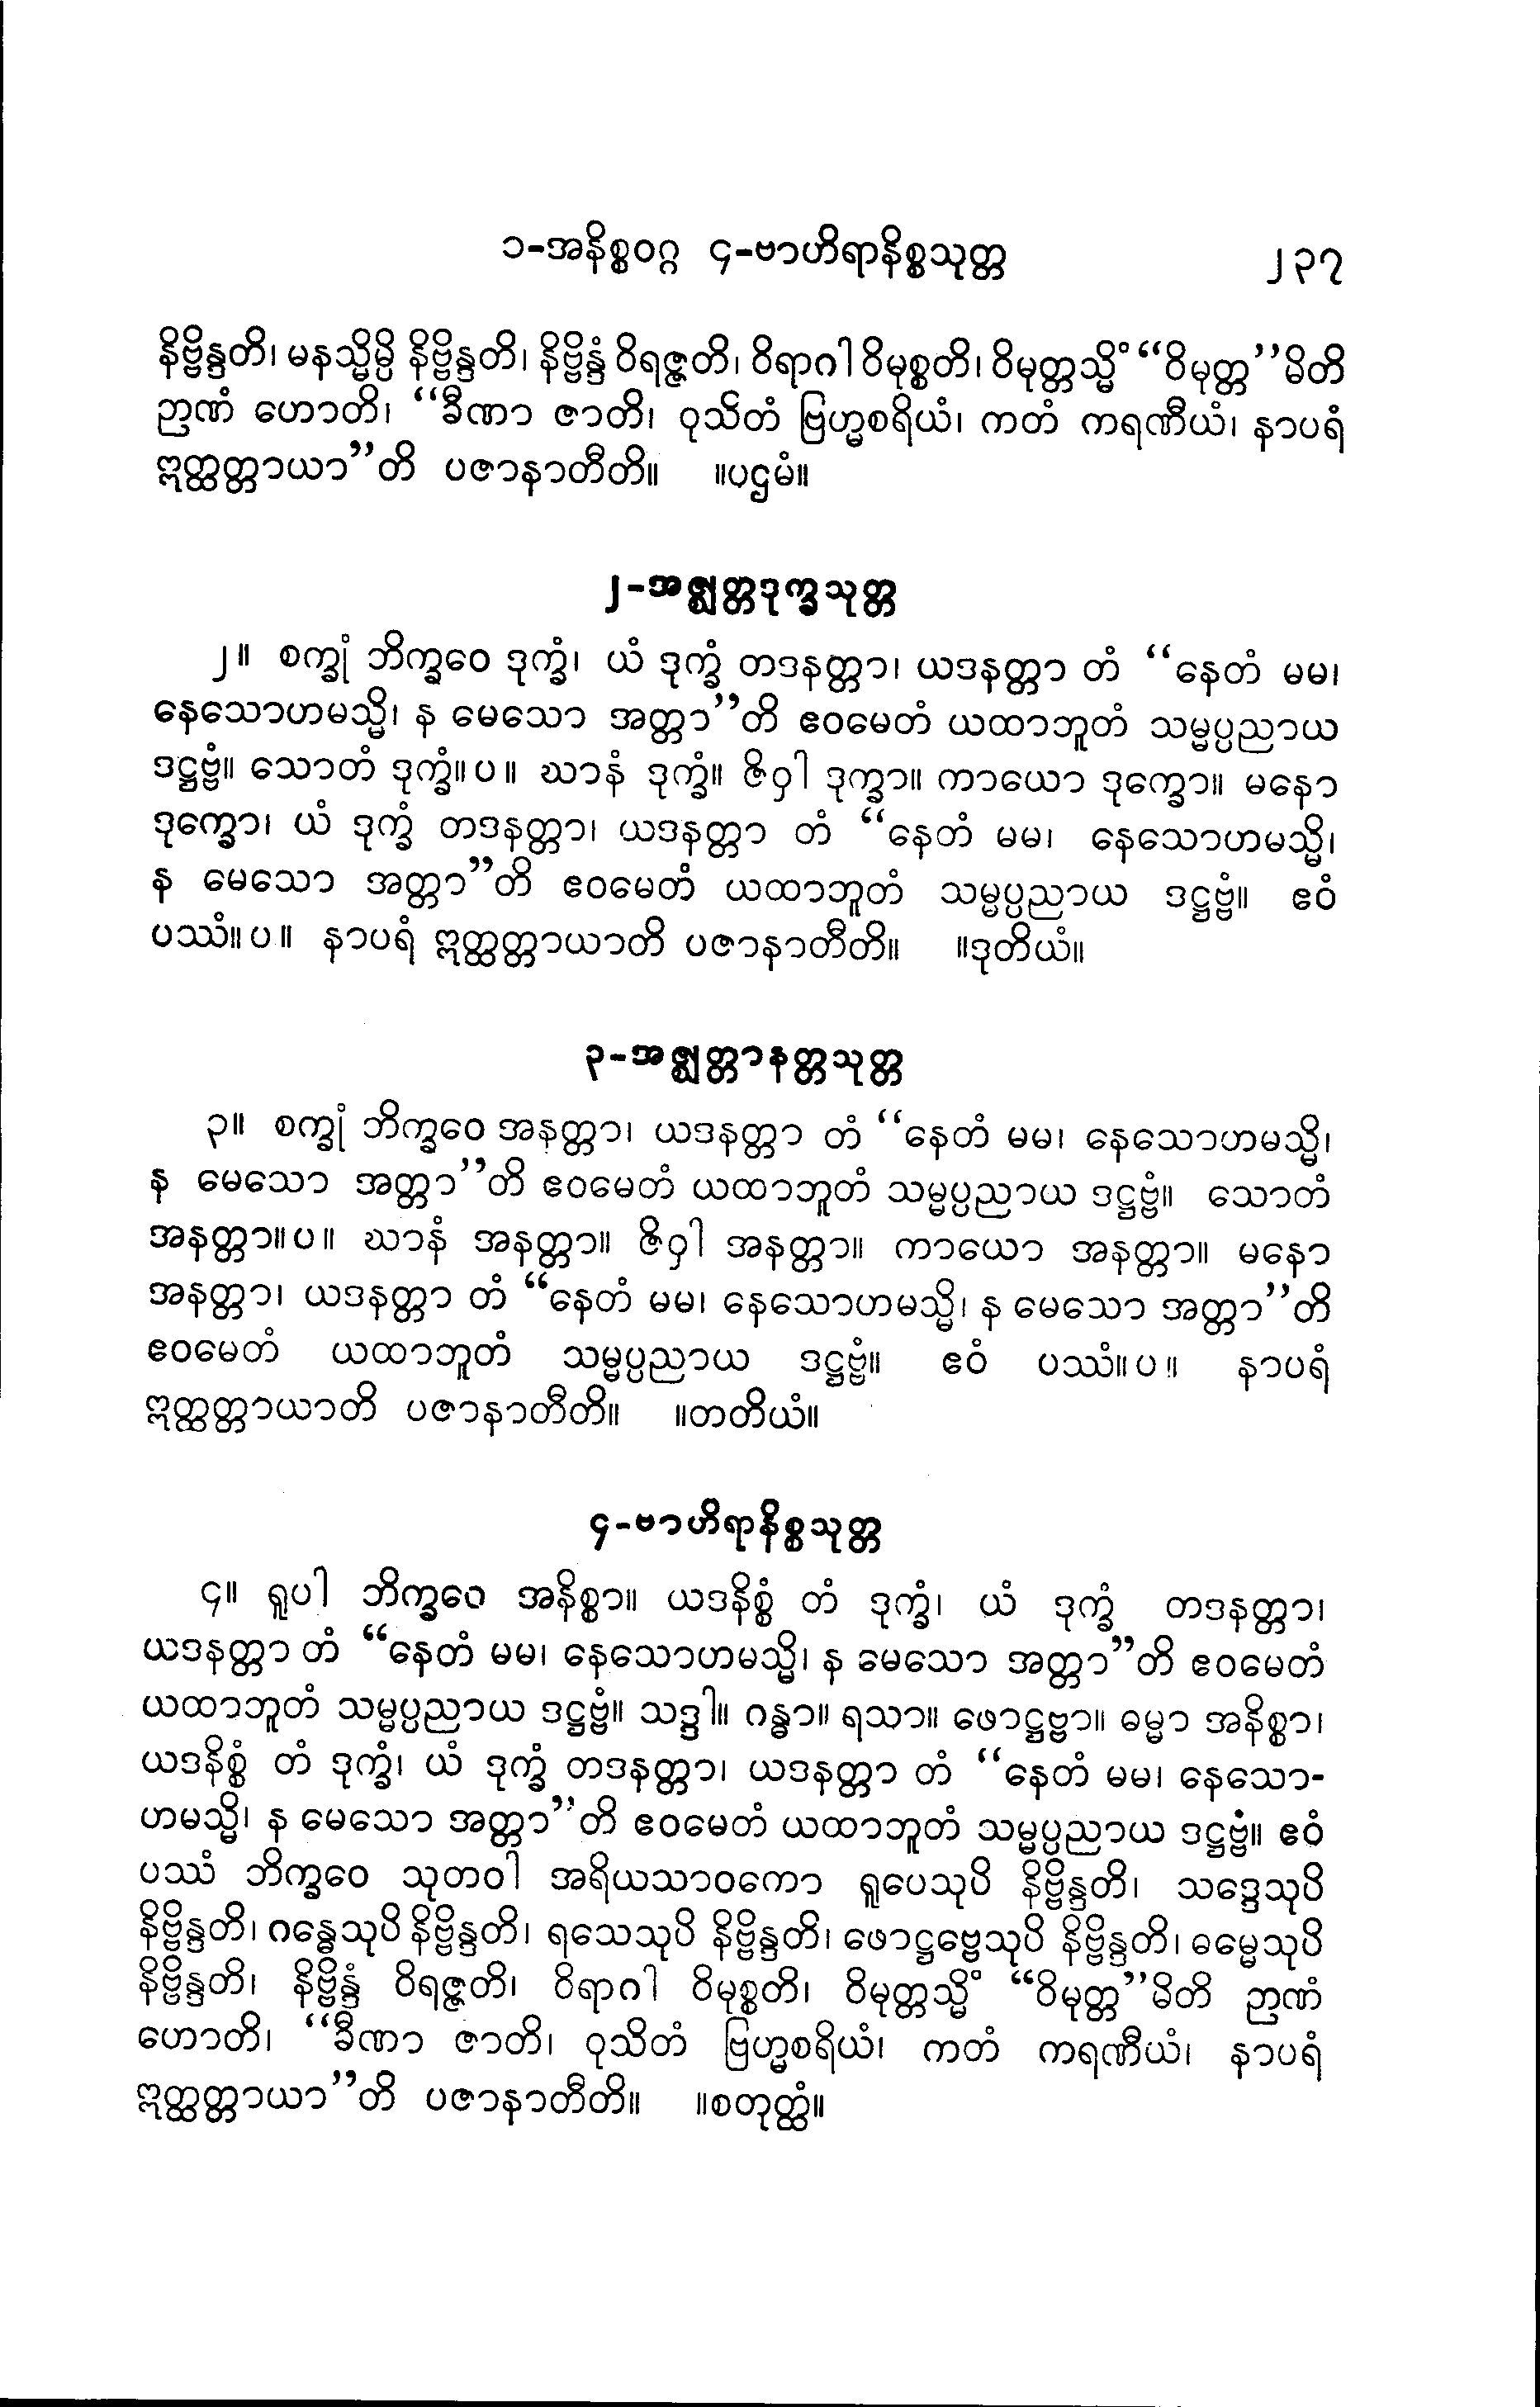 ၁-အနိစ္စဝဂ္ဂ ၄-ဗာဟိရာနိစ္စသုတ္တ ၂၃၇
နိဗ္ဗိန္ဒတိ၊ မနသ္မိမ္ပိ နိဗ္ဗိန္ဒတိ၊ နိဗ္ဗိန္ဒံ ဝိရဇ္ဇတိ၊ ဝိရာဂါ ဝိမုစ္စတိ၊ ဝိမုတ္တသ္မိံ “ဝိမုတ္တ”မိတိ
ဉာဏံ ဟောတိ၊ “ခီဏာ ဇာတိ၊ ဝုသိတံ ဗြဟ္မစရိယံ၊ ကတံ ကရဏီယံ၊ နာပရံ
ဣတ္ထတ္တာယာ”တိ ပဇာနာတီတိ။ ။ပဌမံ။
၂-အဇ္ဈတ္တဒုက္ခသုတ္တ
၂။ စက္ခုံ ဘိက္ခဝေ ဒုက္ခံ၊ ယံ ဒုက္ခံ တဒနတ္တာ၊ ယဒနတ္တာ တံ “နေတံ မမ၊
နေသောဟမသ္မိ၊ န မေသော အတ္တာ”တိ ဧဝမေတံ ယထာဘူတံ သမ္မပ္ပညာယ
ဒဋ္ဌဗ္ဗံ။ သောတံ ဒုက္ခံ။ပ။ ဃာနံ ဒုက္ခံ။ ဇိဝှါ ဒုက္ခာ။ ကာယော ဒုက္ခော။ မနော
ဒုက္ခော၊ ယံ ဒုက္ခံ တဒနတ္တာ၊ ယဒနတ္တာ တံ “နေတံ မမ၊ နေသောဟမသ္မိ၊
န မေသော အတ္တာ”တိ ဧဝမေတံ ယထာဘူတံ သမ္မပ္ပညာယ ဒဋ္ဌဗ္ဗံ။ ဧဝံ
ပဿံ။ပ။ နာပရံ ဣတ္ထတ္တာယာတိ ပဇာနာတီတိ။ ။ဒုတိယံ။
၃-အဇ္ဈတ္တာနတ္တသုတ္တ
၃။ စက္ခုံ ဘိက္ခဝေ အနတ္တာ၊ ယဒနတ္တာ တံ “နေတံ မမ၊ နေသောဟမသ္မိ၊
န မေသော အတ္တာ”တိ ဧဝမေတံ ယထာဘူတံ သမ္မပ္ပညာယ ဒဋ္ဌဗ္ဗံ။ သောတံ
အနတ္တာ။ပ။ ဃာနံ အနတ္တာ။ ဇိဝှါ အနတ္တာ။ ကာယော အနတ္တာ။ မနော
အနတ္တာ၊ ယဒနတ္တာ တံ “နေတံ မမ၊ နေသောဟမသ္မိ၊ န မေသော အတ္တာ”တိ
ဧဝမေတံ ယထာဘူတံ သမ္မပ္ပညာယ ဒဋ္ဌဗ္ဗံ။ ဧဝံ ပဿံ။ပ။ နာပရံ
ဣတ္ထတ္တာယာတိ ပဇာနာတီတိ။ ။တတိယံ။
၄-ဗာဟိရာနိစ္စသုတ္တ
၄။ ရူပါ ဘိက္ခဝေ အနိစ္စာ။ ယဒနိစ္စံ တံ ဒုက္ခံ၊ ယံ ဒုက္ခံ တဒနတ္တာ၊
ယဒနတ္တာ တံ “နေတံ မမ၊ နေသောဟမသ္မိ၊ န မေသော အတ္တာ”တိ ဧဝမေတံ
ယထာဘူတံ သမ္မပ္ပညာယ ဒဋ္ဌဗ္ဗံ။ သဒ္ဒါ။ ဂန္ဓာ။ ရသာ။ ဖောဋ္ဌဗ္ဗာ။ ဓမ္မာ အနိစ္စာ၊
ယဒနိစ္စံ တံ ဒုက္ခံ၊ ယံ ဒုက္ခံ တဒနတ္တာ၊ ယဒနတ္တာ တံ “နေတံ မမ၊ နေသော-
ဟမသ္မိ၊ န မေသော အတ္တာ”တိ ဧဝမေတံ ယထာဘူတံ သမ္မပ္ပညာယ ဒဋ္ဌဗ္ဗံ။ ဧဝံ
ပဿံ ဘိက္ခဝေ သုတဝါ အရိယသာဝကော ရူပေသုပိ နိဗ္ဗိန္ဒတိ၊ သဒ္ဒေသုပိ
နိဗ္ဗိန္ဒတိ၊ ဂန္ဓေသုပိ နိဗ္ဗိန္ဒတိ၊ ရသေသုပိ နိဗ္ဗိန္ဒတိ၊ ဖောဋ္ဌဗ္ဗေသုပိ နိဗ္ဗိန္ဒတိ၊ ဓမ္မေသုပိ
နိဗ္ဗိန္ဒတိ၊ နိဗ္ဗိန္ဒံ ဝိရဇ္ဇတိ၊ ဝိရာဂါ ဝိမုစ္စတိ၊ ဝိမုတ္တသ္မိံ “ဝိမုတ္တ”မိတိ ဉာဏံ
ဟောတိ၊ “ခီဏာ ဇာတိ၊ ဝုသိတံ ဗြဟ္မစရိယံ၊ ကတံ ကရဏီယံ၊ နာပရံ
ဣတ္ထတ္တာယာ”တိ ပဇာနာတီတိ။ ။စတုတ္ထံ။